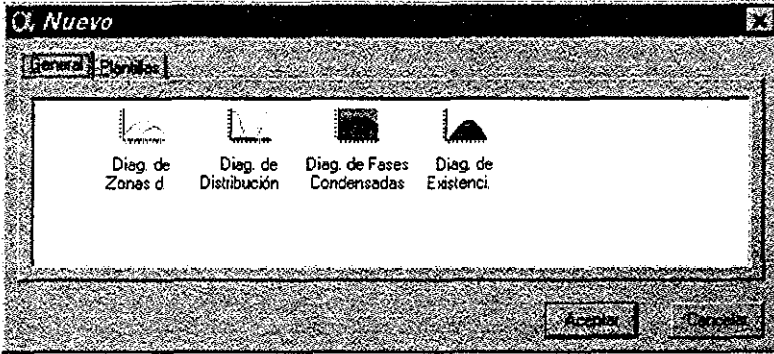 α, Nuevo
General Plantillas
Diag. de Zonas d. Diag. de Distribución Diag. de Fases Condensadas Diag. de Existenci.
Aceptar Cancelar